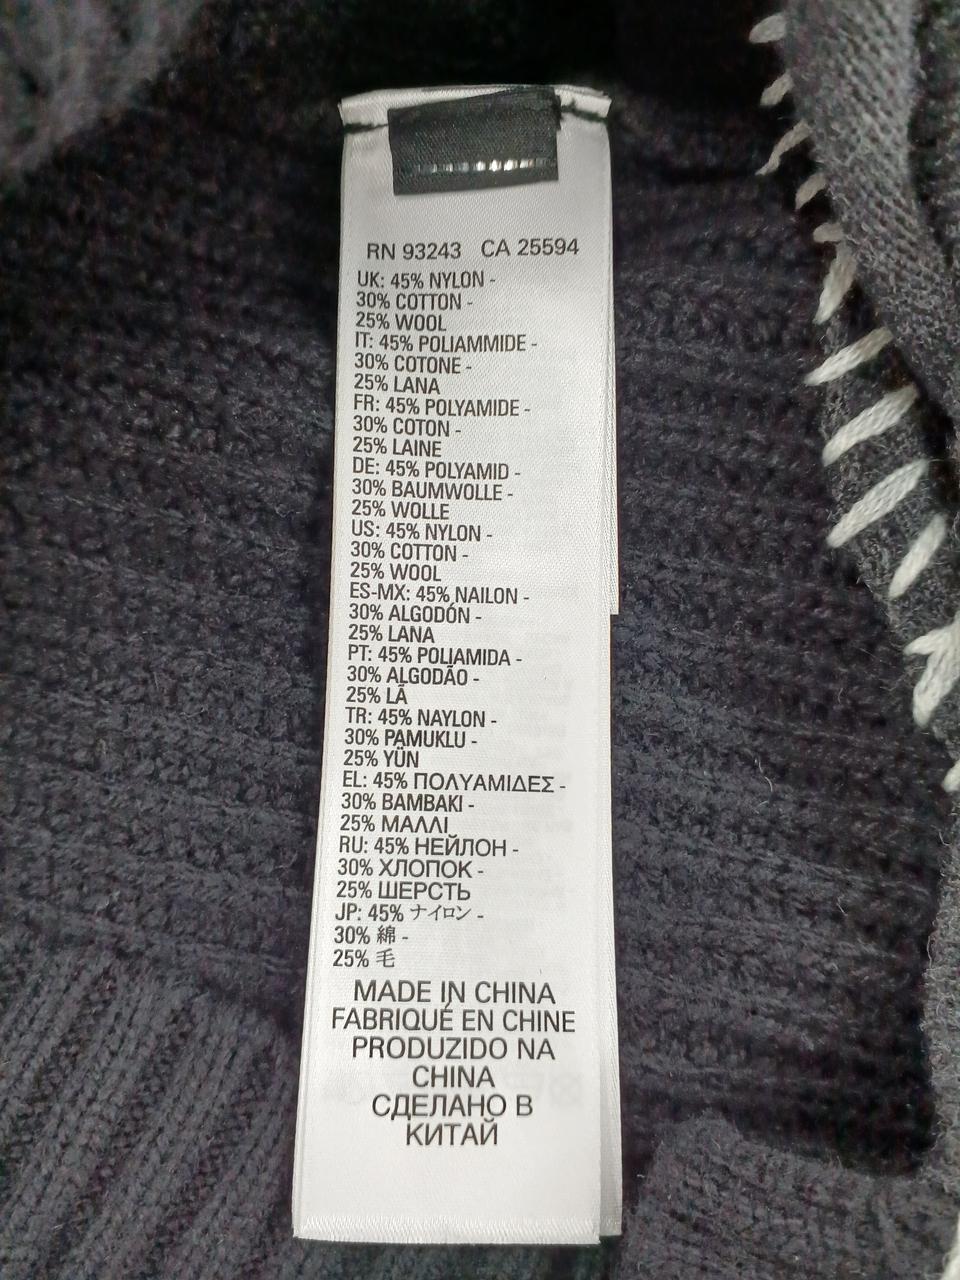 RN 93243 CA 25594
UK: 45% NYLON -
30% COTTON -
25% WOOL
IT: 45% POLIAMMIDE -
30% COTONE -
25% LANA
FR: 45% POLYAMIDE -
30% COTON -
25% LAINE
DE: 45% POLYAMID -
30% BAUMWOLLE -
25% WOLLE
US: 45% NYLON -
30% COTTON -
25% WOOL
ES-MX: 45% NAILON -
30% ALGODÓN -
25% LANA
PT: 45% POLIAMIDA -
30% ALGODÃO -
25% LÃ
TR: 45% NAYLON -
30% PAMUKLU -
25% YÜN
EL: 45% ΠΟΛΥΑΜΙΔΕΣ -
30% ΒΑΜΒΑΚΙ -
25% ΜΑΛΛΙ
RU: 45% НЕЙЛОН -
30% ХЛОПОК -
25% ШЕРСТЬ
JP: 45% ナイロン -
30% 綿 -
25% 毛
MADE IN CHINA
FABRIQUÉ EN CHINE
PRODUZIDO NA
CHINA
СДЕЛАНО В
КИТАЙ